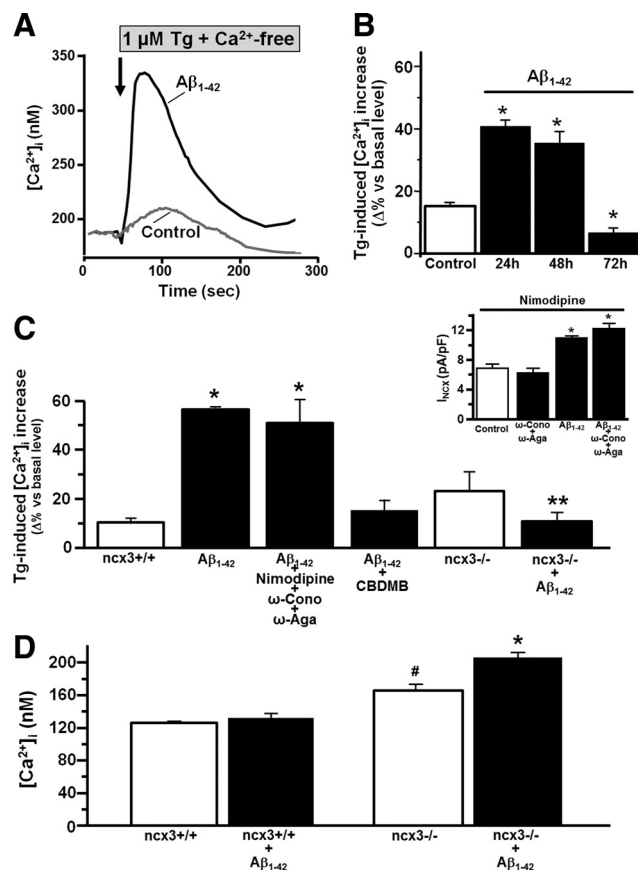 A
1 µM Tg + Ca²⁺-free
350
300
250
200
[Ca²⁺]ᵢ (nM)
Aβ₁₋₄₂
Control
0
100
200
300
Time (sec)
B
Aβ₁₋₄₂
60
40
20
0
Tg-induced [Ca²⁺]ᵢ increase
(Δ% vs basal level)
*
*
*
Control
24h
48h
72h
C
60
40
20
0
Tg-induced [Ca²⁺]ᵢ increase
(Δ% vs basal level)
*
*
**
ncx3+/+
Aβ₁₋₄₂
Aβ₁₋₄₂
+
Nimodipine
+
ω-Cono
+
ω-Aga
Aβ₁₋₄₂
+
CBDMB
ncx3-/-
ncx3-/-
+
Aβ₁₋₄₂
Nimodipine
12
8
4
0
I_NCX (pA/pF)
*
*
Control
ω-Cono
+
ω-Aga
Aβ₁₋₄₂
Aβ₁₋₄₂
+
ω-Cono
+
ω-Aga
D
200
160
120
80
40
0
[Ca²⁺]ᵢ (nM)
#
*
ncx3+/+
ncx3+/+
+
Aβ₁₋₄₂
ncx3-/-
ncx3-/-
+
Aβ₁₋₄₂